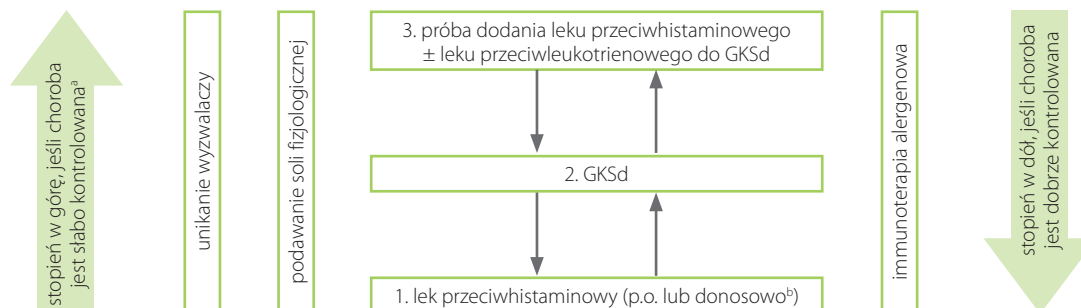 stopień w górę, jeśli choroba
jest słabo kontrolowanaᵃ
unikanie wyzwalaczy
podawanie soli fizjologicznej
3. próba dodania leku przeciwhistaminowego
± leku przeciwleukotrienowego do GKSd
2. GKSd
1. lek przeciwhistaminowy (p.o. lub donosowoᵇ)
immunoterapia alergenowa
stopień w dół, jeśli choroba
jest dobrze kontrolowana